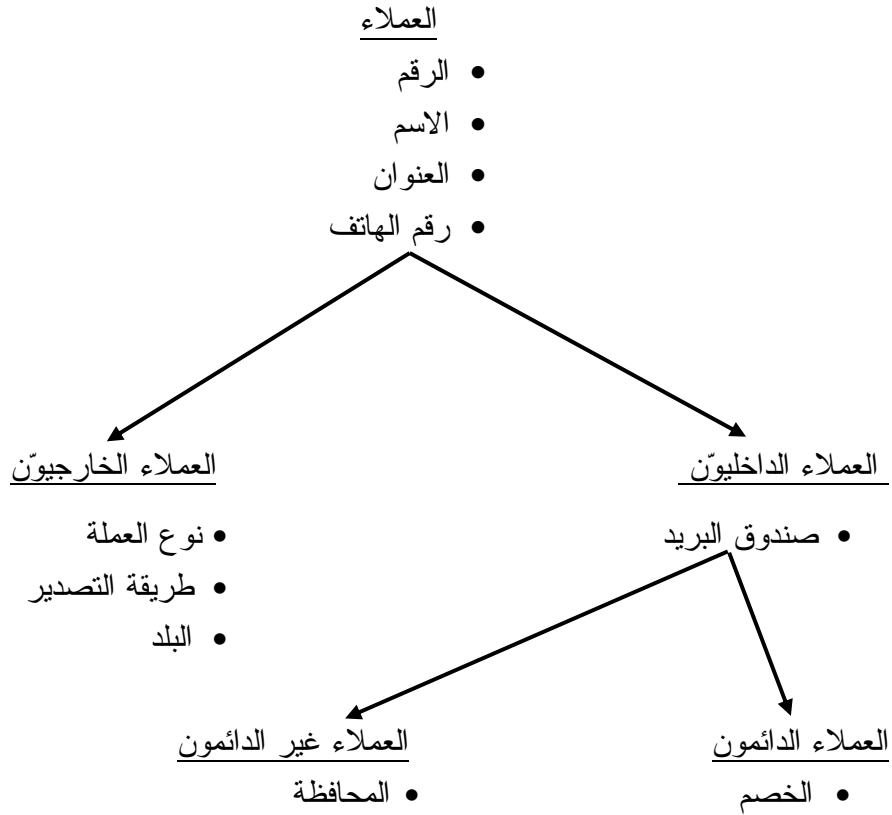 العملاء
• الرقم
• الاسم
• العنوان
• رقم الهاتف
العملاء الداخليوّن
• صندوق البريد
العملاء الخارجيوّن
• نوع العملة
• طريقة التصدير
• البلد
العملاء الدائمون
• الخصم
العملاء غير الدائمون
• المحافظة